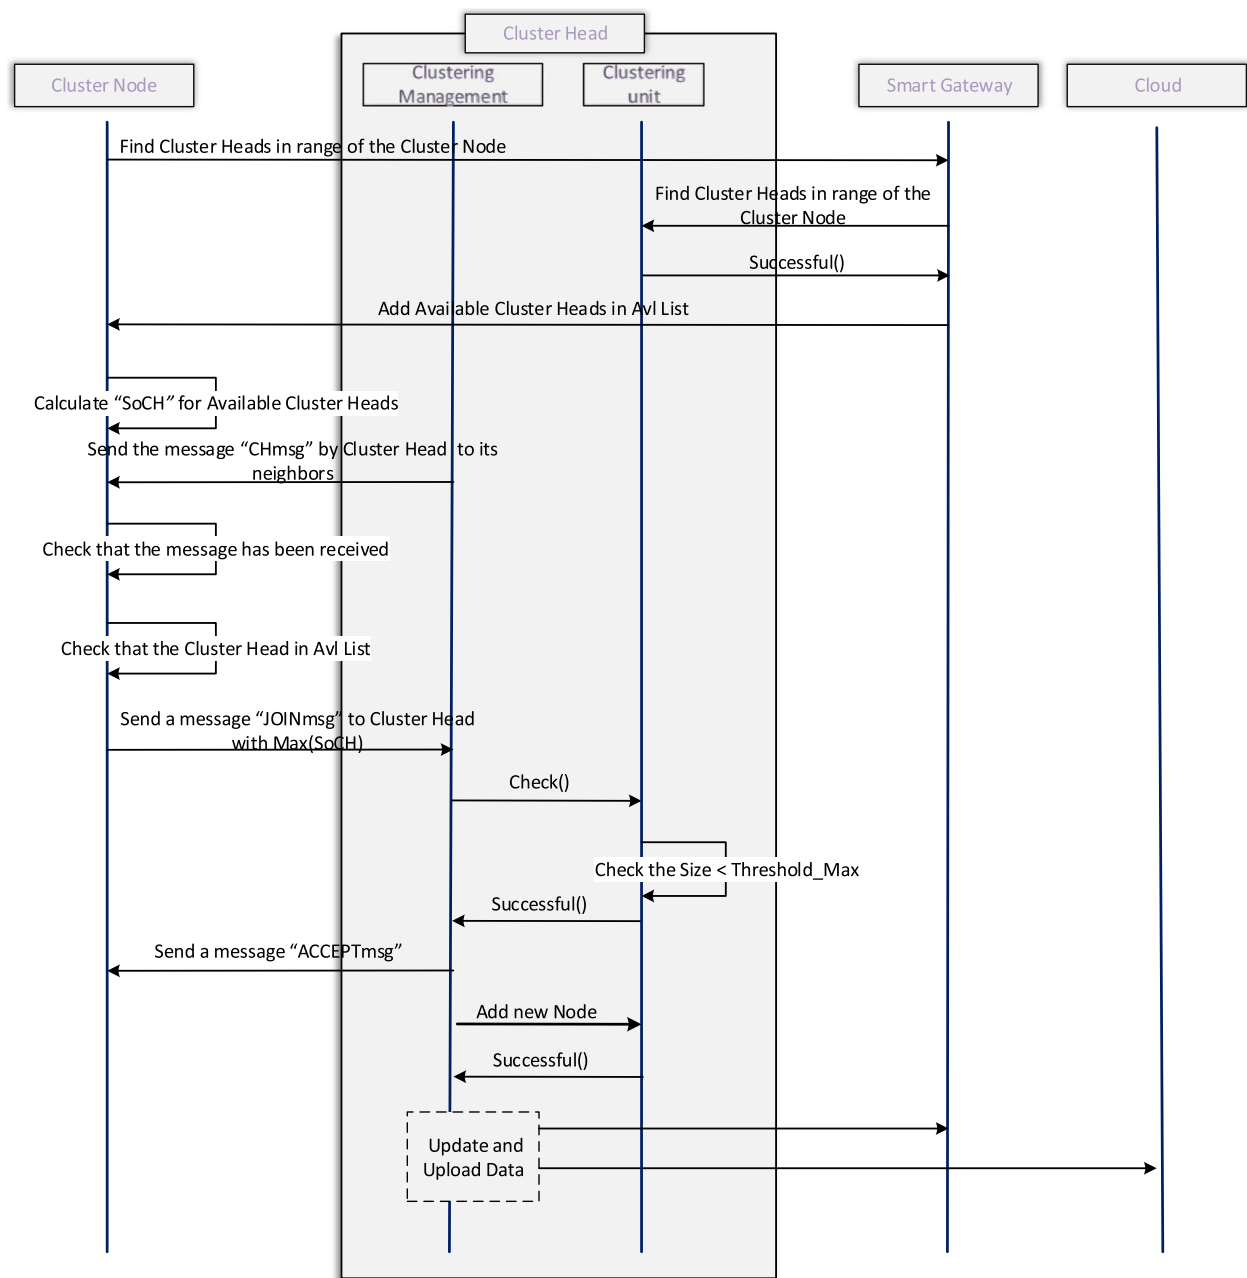 Cluster Head
Cluster Node
Clustering
Management
Clustering
unit
Smart Gateway
Cloud
Find Cluster Heads in range of the Cluster Node
Find Cluster Heads in range of the
Cluster Node
Successful()
Add Available Cluster Heads in Avl List
Calculate “SoCH” for Available Cluster Heads
Send the message “CHmsg” by Cluster Head to its
neighbors
Check that the message has been received
Check that the Cluster Head in Avl List
Send a message “JOINmsg” to Cluster Head
with Max(SoCH)
Check()
Check the Size < Threshold_Max
Successful()
Send a message “ACCEPTmsg”
Add new Node
Successful()
Update and
Upload Data